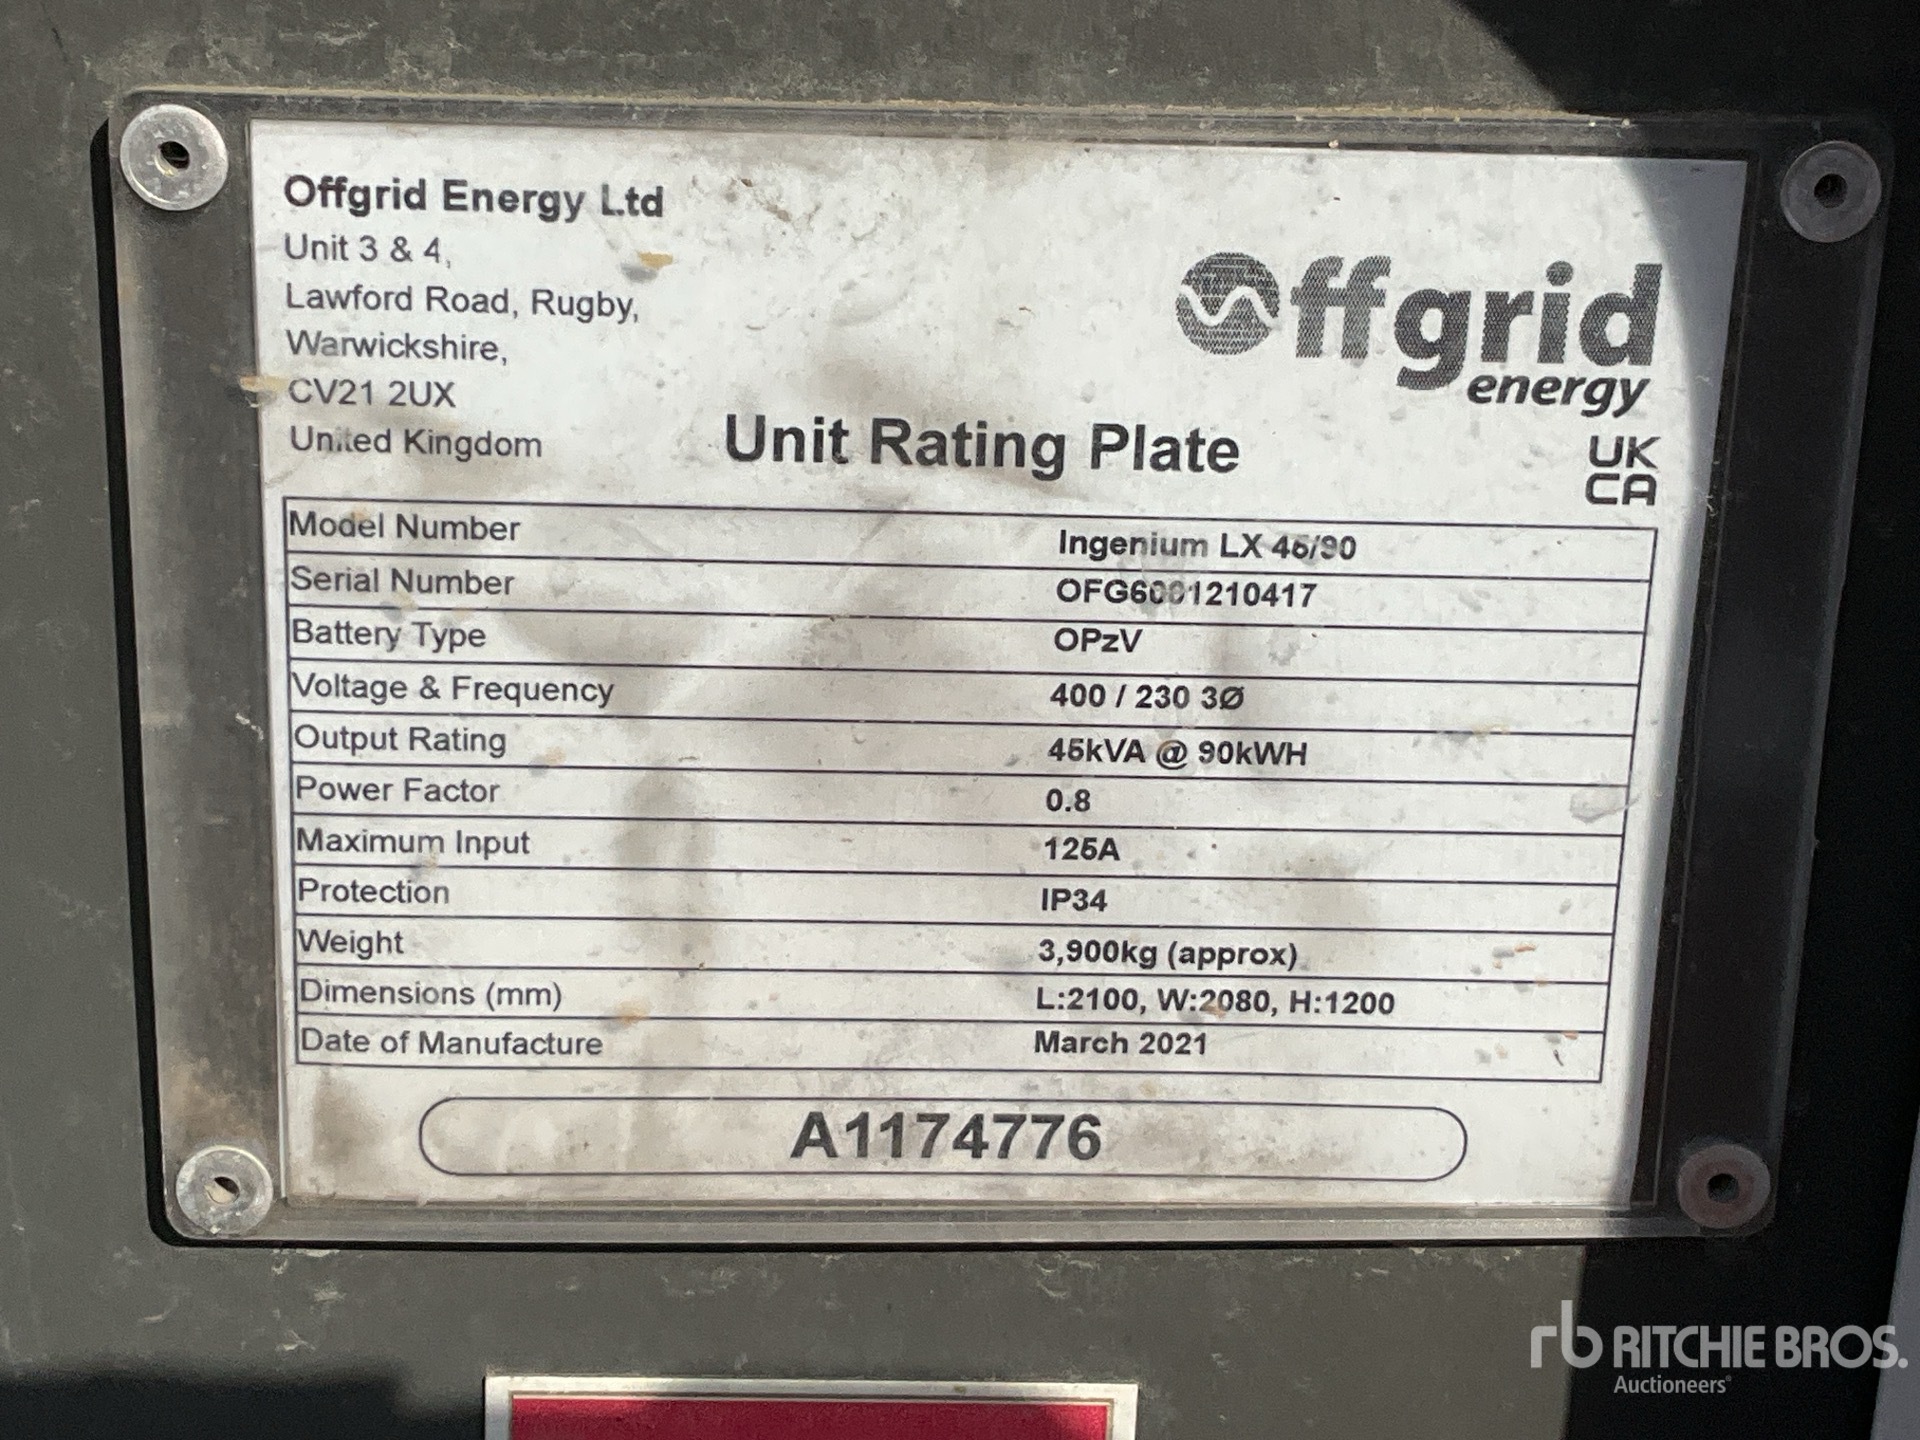 Offgrid Energy Ltd
Unit 3 & 4,
Lawford Road, Rugby,
Warwickshire,
CV21 2UX
United Kingdom
Offgrid
energy
Unit Rating Plate
UK
CA
Model Number Ingenium LX 45/90
Serial Number OFG6001210417
Battery Type OPzV
Voltage & Frequency 400 / 230 3Ø
Output Rating 45kVA @ 90kWH
Power Factor 0.8
Maximum Input 125A
Protection IP34
Weight 3,900kg (approx)
Dimensions (mm) L:2100, W:2080, H:1200
Date of Manufacture March 2021
A1174776
rb RITCHIE BROS.
Auctioneers